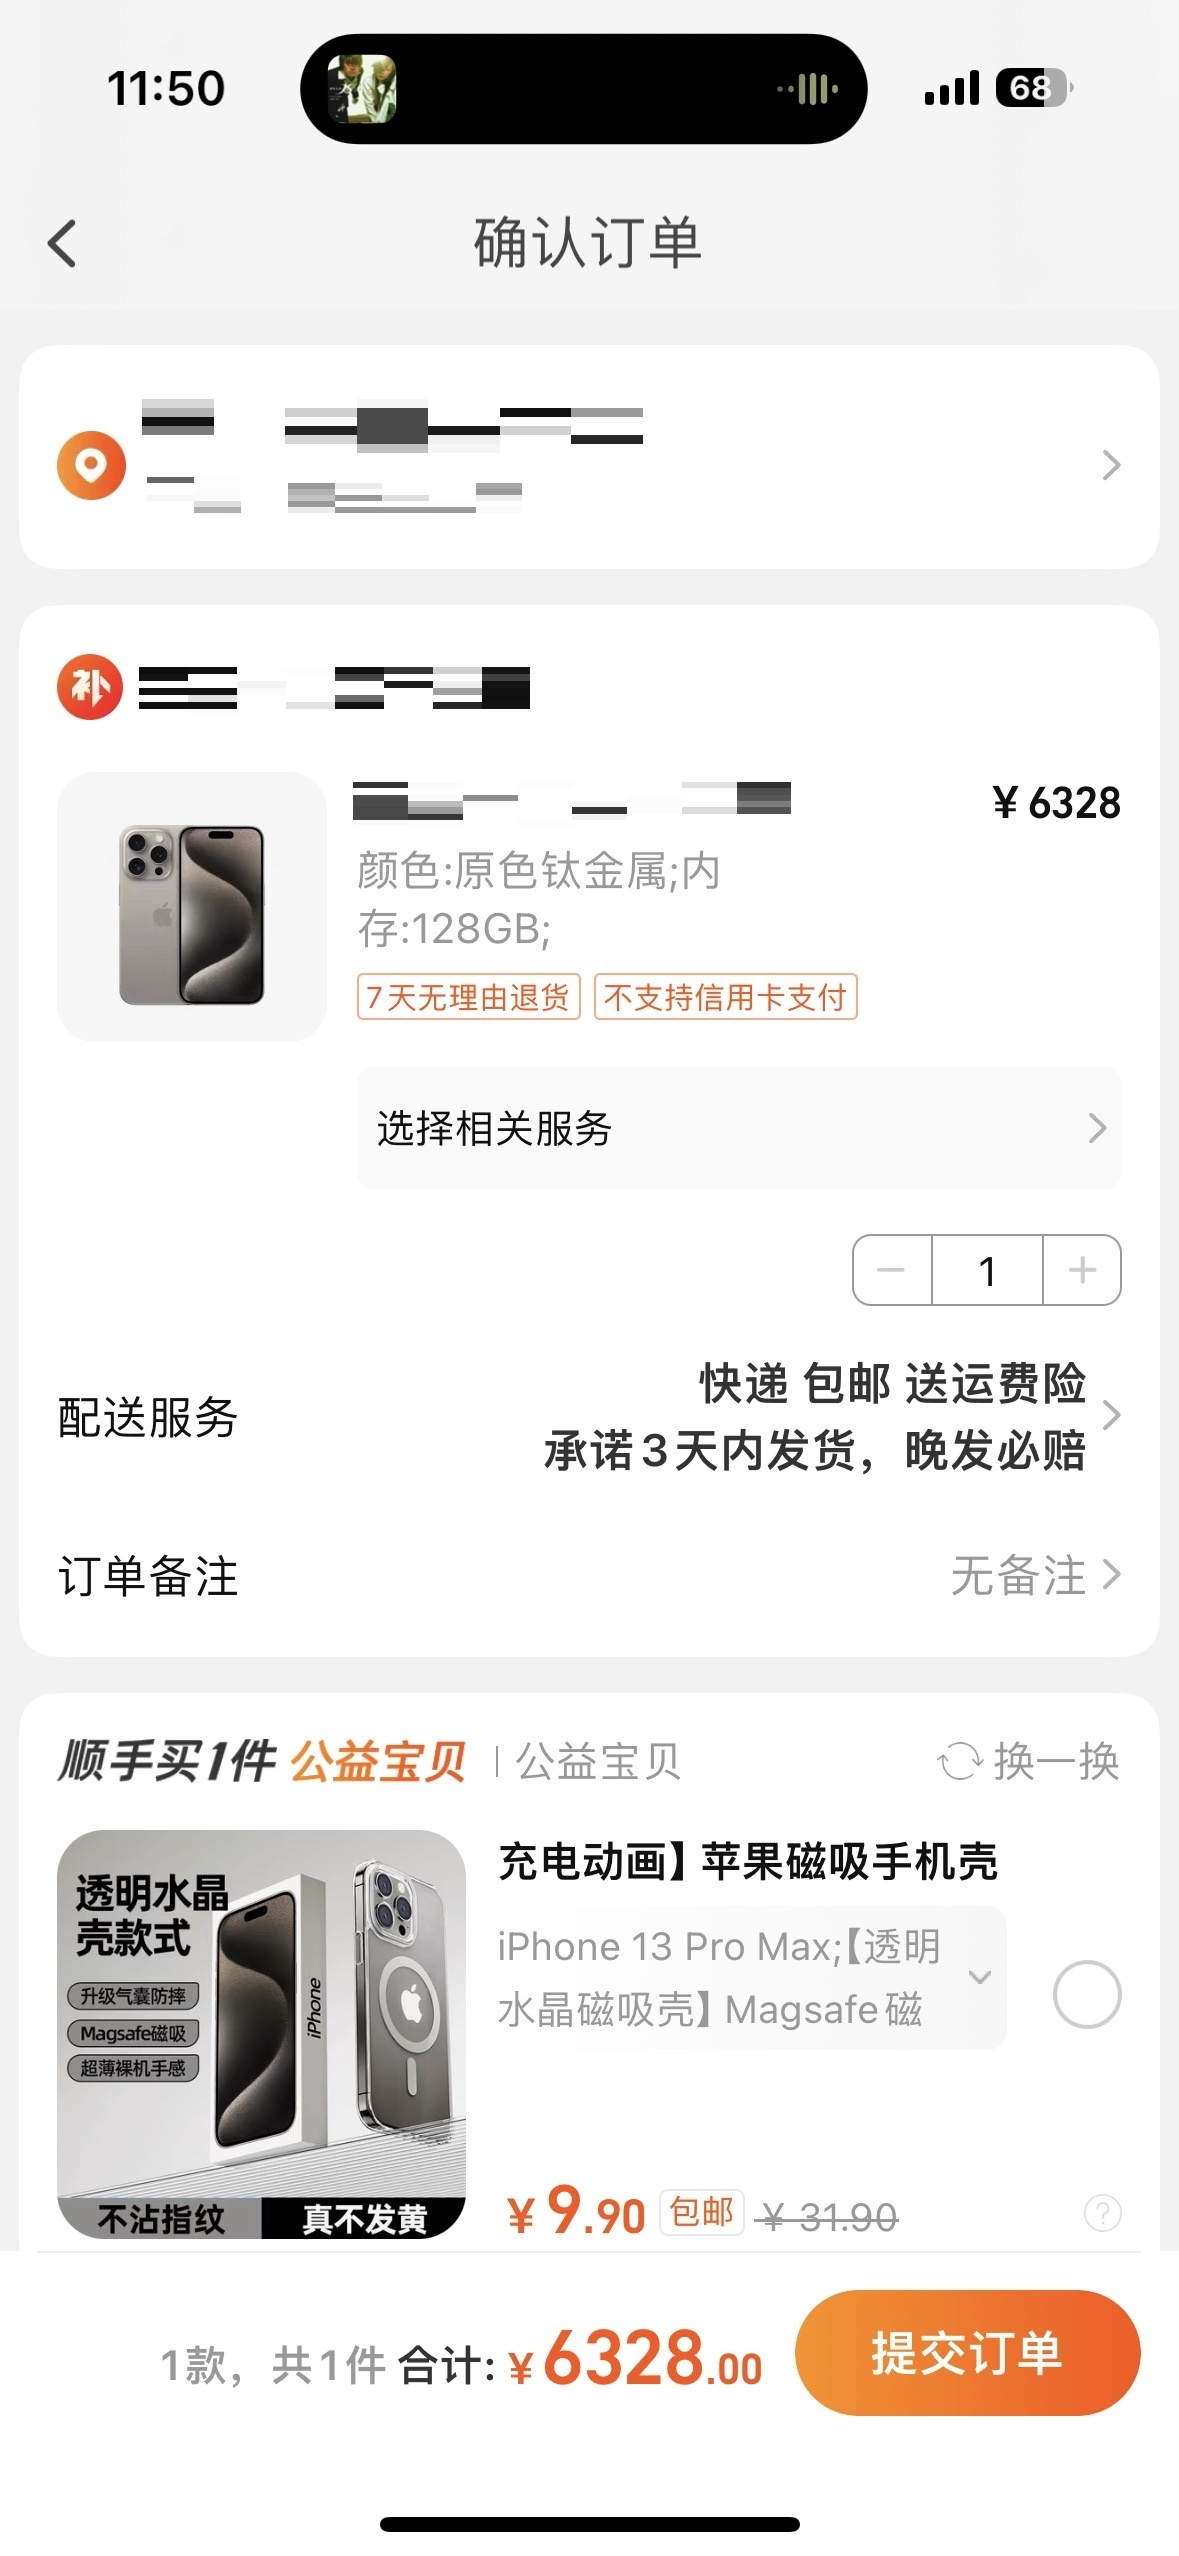 11:50
68
确认订单
补
¥6328
颜色:原色钛金属;内
存:128GB;
7天无理由退货 不支持信用卡支付
选择相关服务
1
配送服务
快递 包邮 送运费险
承诺3天内发货，晚发必赔
订单备注 无备注
顺手买1件 公益宝贝 | 公益宝贝 换一换
透明水晶
壳款式
升级气囊防摔
Magsafe磁吸
超薄裸机手感
iPhone
不沾指纹 真不发黄
充电动画】苹果磁吸手机壳
iPhone 13 Pro Max;【透明
水晶磁吸壳】Magsafe磁
¥9.90 包邮 ¥31.90
?
1款，共1件 合计: ¥6328.00 提交订单